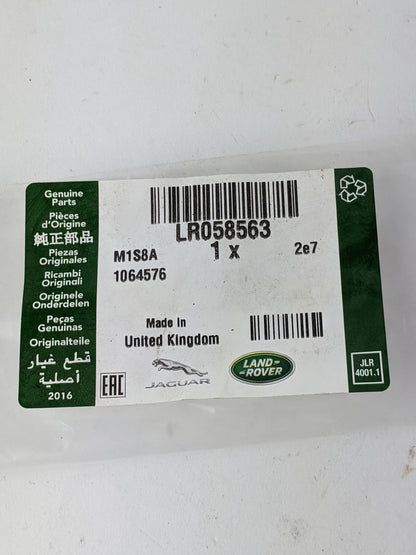 Genuine
Parts
Pièces
d'Origine
純正部品
Piezas
Originales
Ricambi
Originali
Originele
Onderdelen
Peças
Genuinas
Originalteile
قطع غيار
أصلية
2016
LR058563
1 x
2e7
M1S8A
1064576
Made in
United Kingdom
EAC
JAGUAR
LAND-
-ROVER
JLR
4001.1